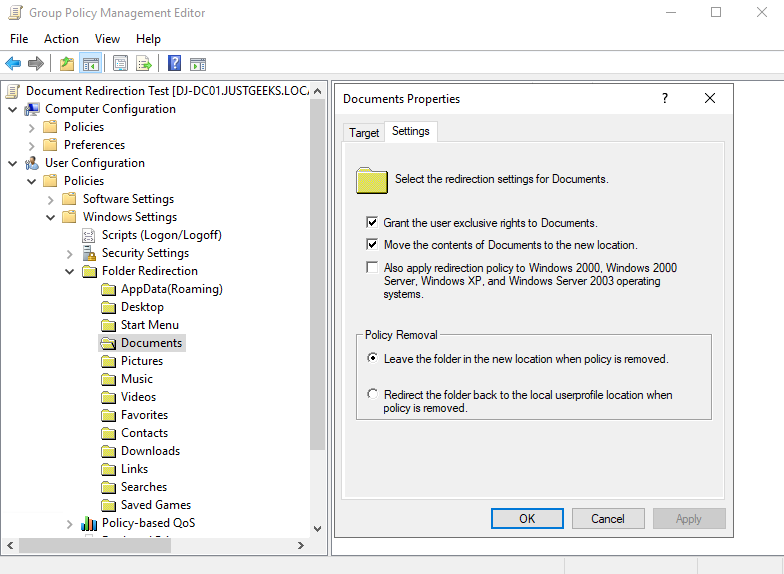 Group Policy Management Editor
File Action View Help
Document Redirection Test [DJ-DC01.JUSTGEEKS.LOCA
Computer Configuration
Policies
Preferences
User Configuration
Policies
Software Settings
Windows Settings
Scripts (Logon/Logoff)
Security Settings
Folder Redirection
AppData(Roaming)
Desktop
Start Menu
Documents
Pictures
Music
Videos
Favorites
Contacts
Downloads
Links
Searches
Saved Games
Policy-based QoS
Documents Properties
?
Target Settings
Select the redirection settings for Documents.
Grant the user exclusive rights to Documents.
Move the contents of Documents to the new location.
Also apply redirection policy to Windows 2000, Windows 2000
Server, Windows XP, and Windows Server 2003 operating
systems.
Policy Removal
Leave the folder in the new location when policy is removed.
Redirect the folder back to the local userprofile location when
policy is removed.
OK Cancel Apply